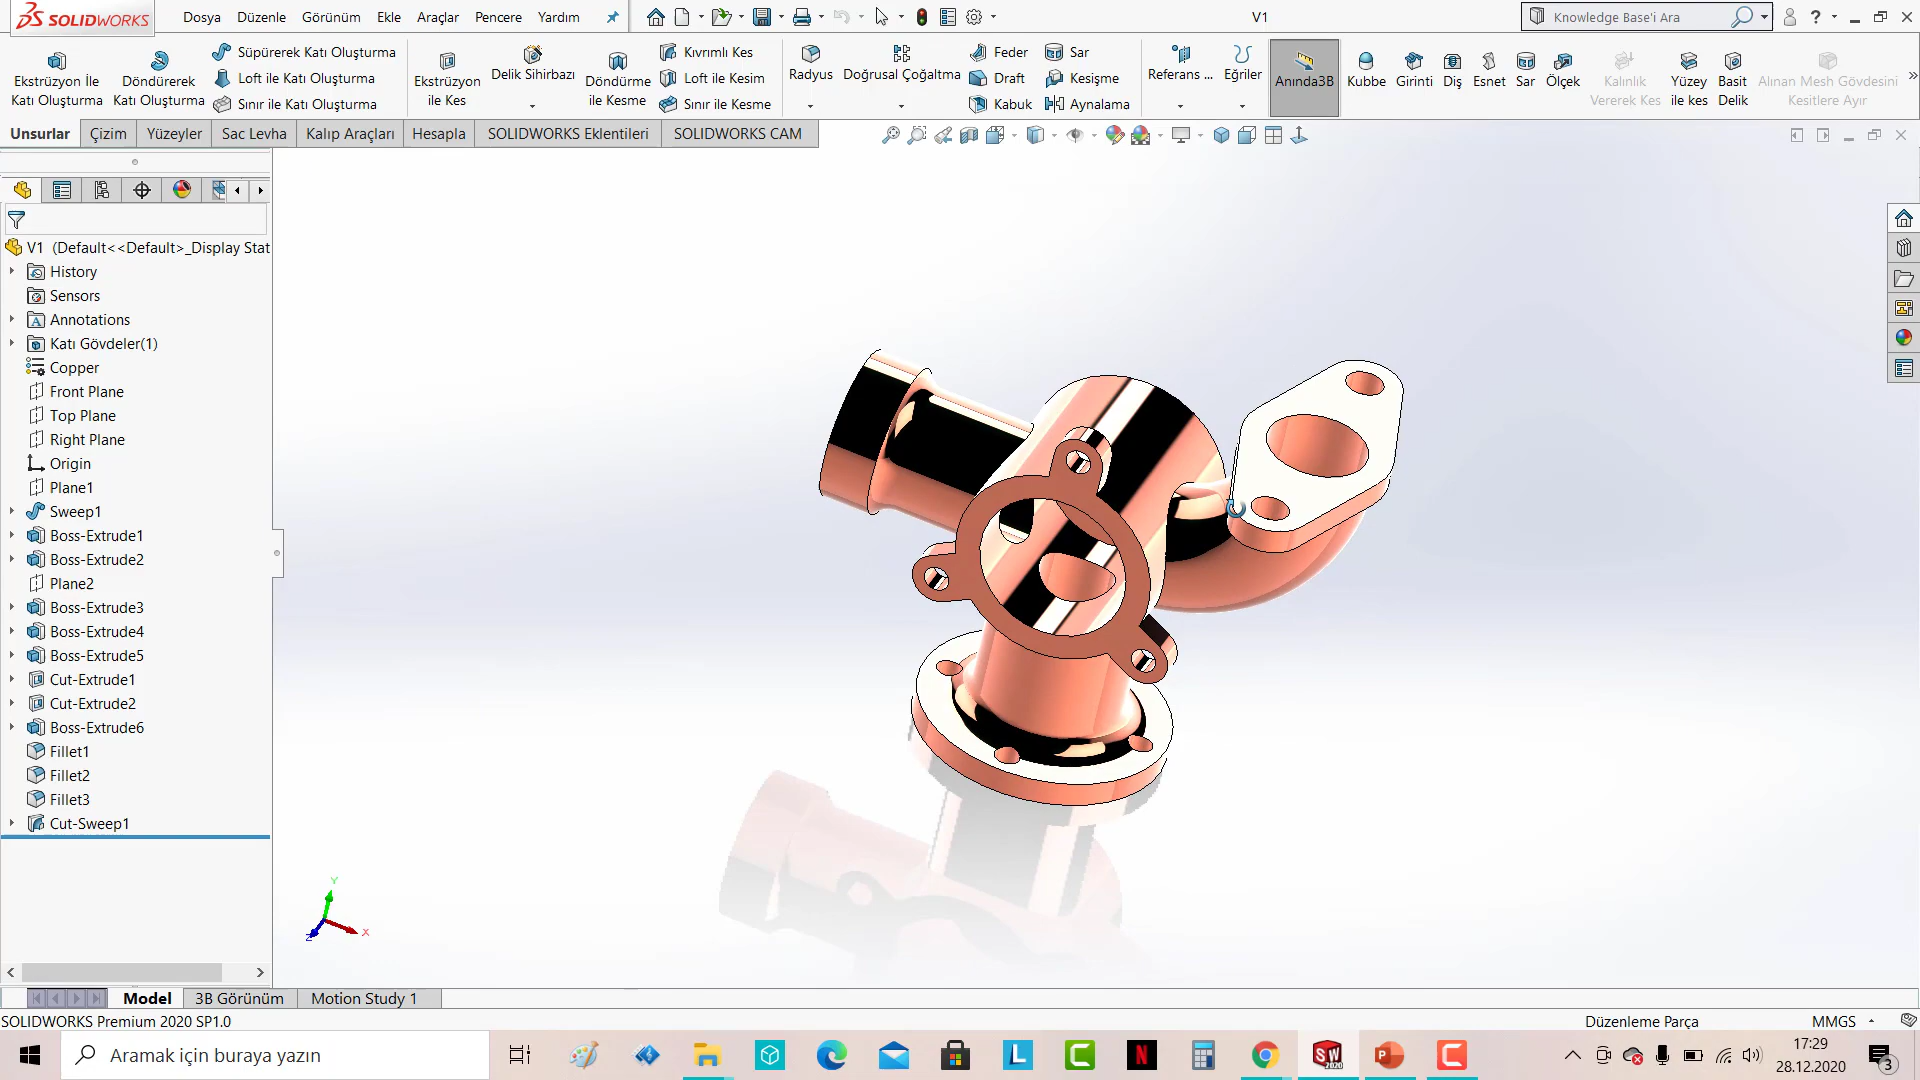 SOLIDWORKS
Dosya Düzenle Görünüm Ekle Araçlar Pencere Yardım
V1
Knowledge Base'i Ara
Ekstrüzyon İle Katı Oluşturma
Döndürerek Katı Oluşturma
Süpürerek Katı Oluşturma
Loft ile Katı Oluşturma
Sınır ile Katı Oluşturma
Ekstrüzyon ile Kes
Delik Sihirbazı
Döndürme ile Kesme
Kıvrımlı Kes
Loft ile Kesim
Sınır ile Kesme
Radyus
Doğrusal Çoğaltma
Feder
Draft
Kabuk
Sar
Kesişme
Aynalama
Referans ...
Eğriler
Anında3B
Kubbe
Girinti
Diş
Esnet
Sar
Ölçek
Kalınlık Vererek Kes
Yüzey ile kes
Basit Delik
Alınan Mesh Gövdesini Kesitlere Ayır
Unsurlar Çizim Yüzeyler Sac Levha Kalıp Araçları Hesapla SOLIDWORKS Eklentileri SOLIDWORKS CAM
V1 (Default<<Default>_Display Stat
History
Sensors
Annotations
Katı Gövdeler(1)
Copper
Front Plane
Top Plane
Right Plane
Origin
Plane1
Sweep1
Boss-Extrude1
Boss-Extrude2
Plane2
Boss-Extrude3
Boss-Extrude4
Boss-Extrude5
Cut-Extrude1
Cut-Extrude2
Boss-Extrude6
Fillet1
Fillet2
Fillet3
Cut-Sweep1
Y
X
Z
Model 3B Görünüm Motion Study 1
SOLIDWORKS Premium 2020 SP1.0
Düzenleme Parça
MMGS
Aramak için buraya yazın
17:29
28.12.2020
3